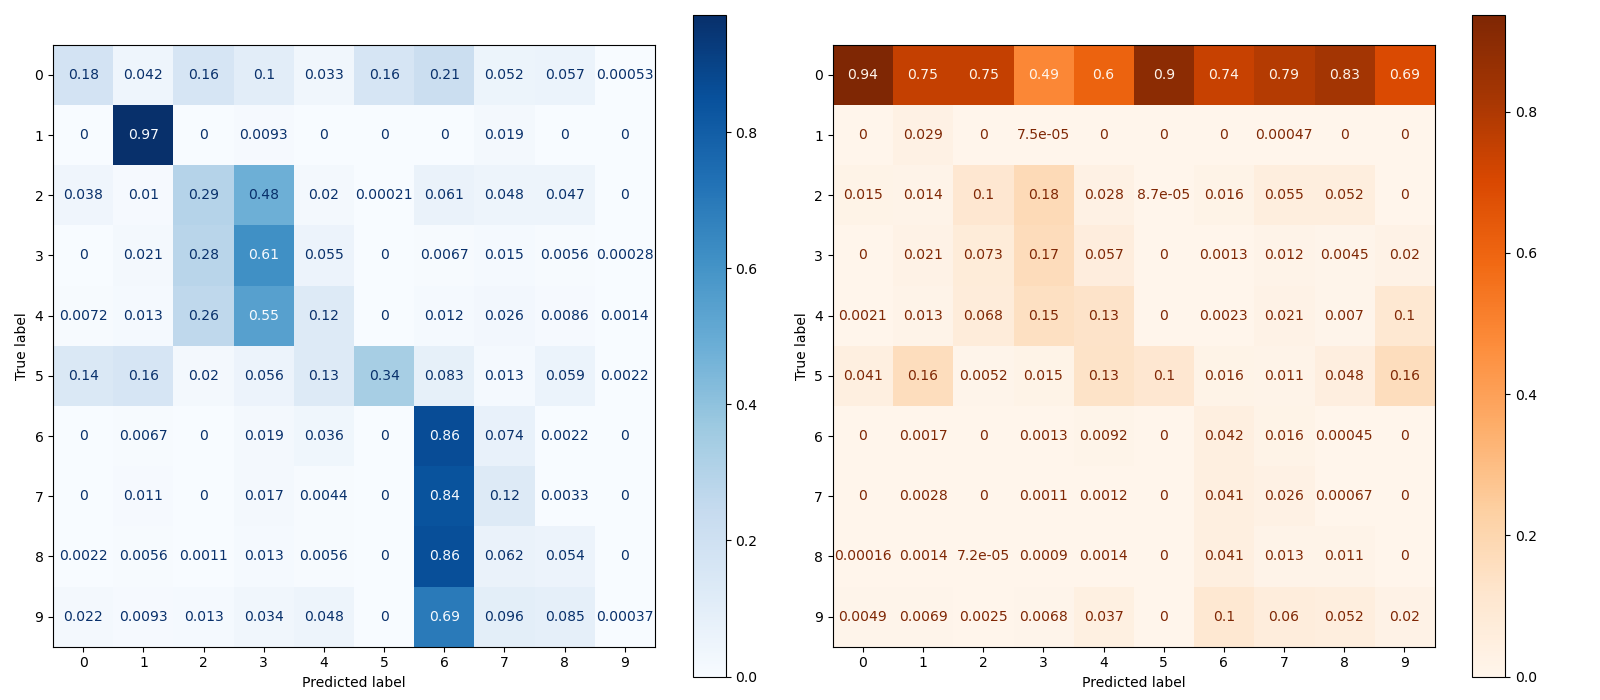 0 0.18 0.042 0.16 0.1 0.033 0.16 0.21 0.052 0.057 0.00053
1 0 0.97 0 0.0093 0 0 0 0.019 0 0
2 0.038 0.01 0.29 0.48 0.02 0.00021 0.061 0.048 0.047 0
3 0 0.021 0.28 0.61 0.055 0 0.0067 0.015 0.0056 0.00028
4 0.0072 0.013 0.26 0.55 0.12 0 0.012 0.026 0.0086 0.0014
5 0.14 0.16 0.02 0.056 0.13 0.34 0.083 0.013 0.059 0.0022
6 0 0.0067 0 0.019 0.036 0 0.86 0.074 0.0022 0
7 0 0.011 0 0.017 0.0044 0 0.84 0.12 0.0033 0
8 0.0022 0.0056 0.0011 0.013 0.0056 0 0.86 0.062 0.054 0
9 0.022 0.0093 0.013 0.034 0.048 0 0.69 0.096 0.085 0.00037
0 1 2 3 4 5 6 7 8 9
Predicted label
True label
0.8
0.6
0.4
0.2
0.0
0 0.94 0.75 0.75 0.49 0.6 0.9 0.74 0.79 0.83 0.69
1 0 0.029 0 7.5e-05 0 0 0 0.00047 0 0
2 0.015 0.014 0.1 0.18 0.028 8.7e-05 0.016 0.055 0.052 0
3 0 0.021 0.073 0.17 0.057 0 0.0013 0.012 0.0045 0.02
4 0.0021 0.013 0.068 0.15 0.13 0 0.0023 0.021 0.007 0.1
5 0.041 0.16 0.0052 0.015 0.13 0.1 0.016 0.011 0.048 0.16
6 0 0.0017 0 0.0013 0.0092 0 0.042 0.016 0.00045 0
7 0 0.0028 0 0.0011 0.0012 0 0.041 0.026 0.00067 0
8 0.00016 0.0014 7.2e-05 0.0009 0.0014 0 0.041 0.013 0.011 0
9 0.0049 0.0069 0.0025 0.0068 0.037 0 0.1 0.06 0.052 0.02
0 1 2 3 4 5 6 7 8 9
Predicted label
True label
0.8
0.6
0.4
0.2
0.0